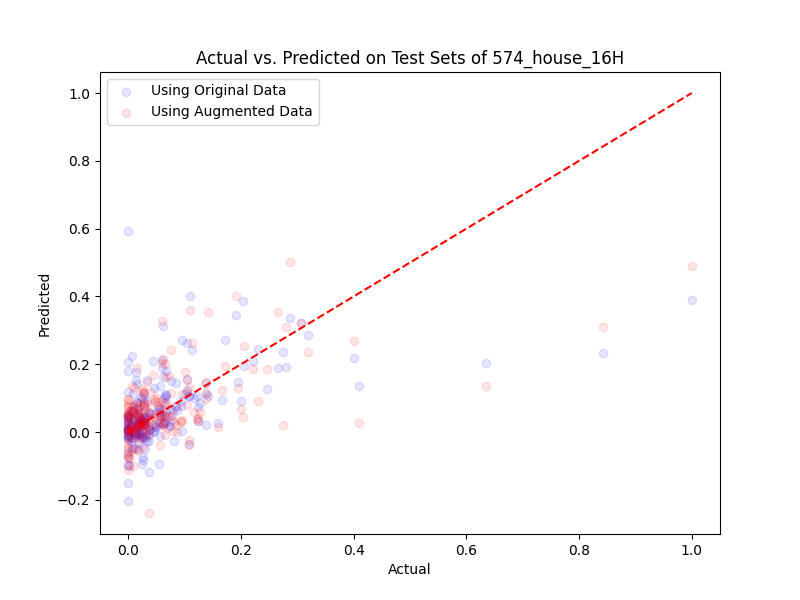 Actual vs. Predicted on Test Sets of 574_house_16H
Using Original Data
Using Augmented Data
1.0
0.8
0.6
0.4
0.2
0.0
−0.2
Predicted
0.0 0.2 0.4 0.6 0.8 1.0
Actual